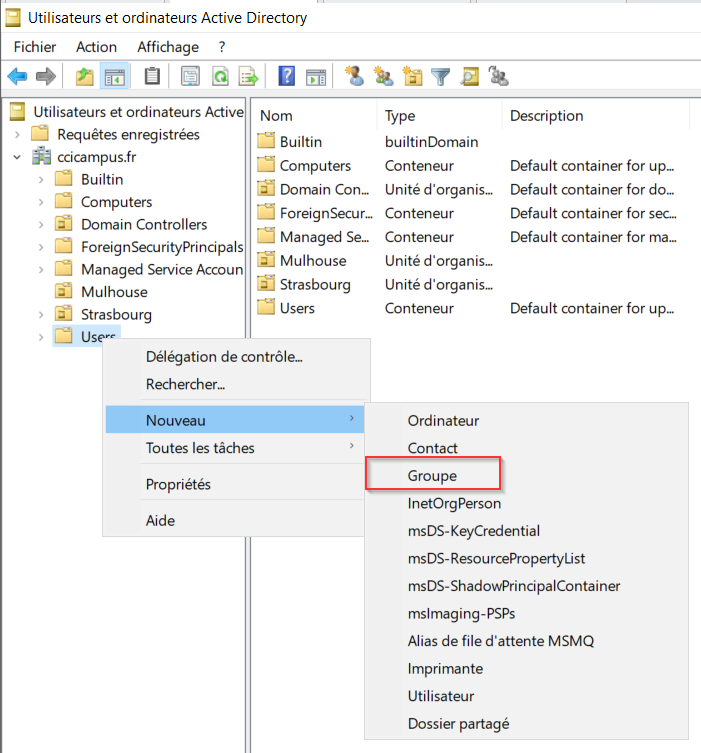 Utilisateurs et ordinateurs Active Directory
Fichier Action Affichage ?
Utilisateurs et ordinateurs Active
Requêtes enregistrées
ccicampus.fr
Builtin
Computers
Domain Controllers
ForeignSecurityPrincipals
Managed Service Accoun
Mulhouse
Strasbourg
Users
Nom Type Description
Builtin builtinDomain
Computers Conteneur Default container for up...
Domain Con... Unité d'organis... Default container for do...
ForeignSecur... Conteneur Default container for sec...
Managed Se... Conteneur Default container for ma...
Mulhouse Unité d'organis...
Strasbourg Unité d'organis...
Users Conteneur Default container for up...
Délégation de contrôle...
Rechercher...
Nouveau
Toutes les tâches
Propriétés
Aide
Ordinateur
Contact
Groupe
InetOrgPerson
msDS-KeyCredential
msDS-ResourcePropertyList
msDS-ShadowPrincipalContainer
msImaging-PSPs
Alias de file d'attente MSMQ
Imprimante
Utilisateur
Dossier partagé